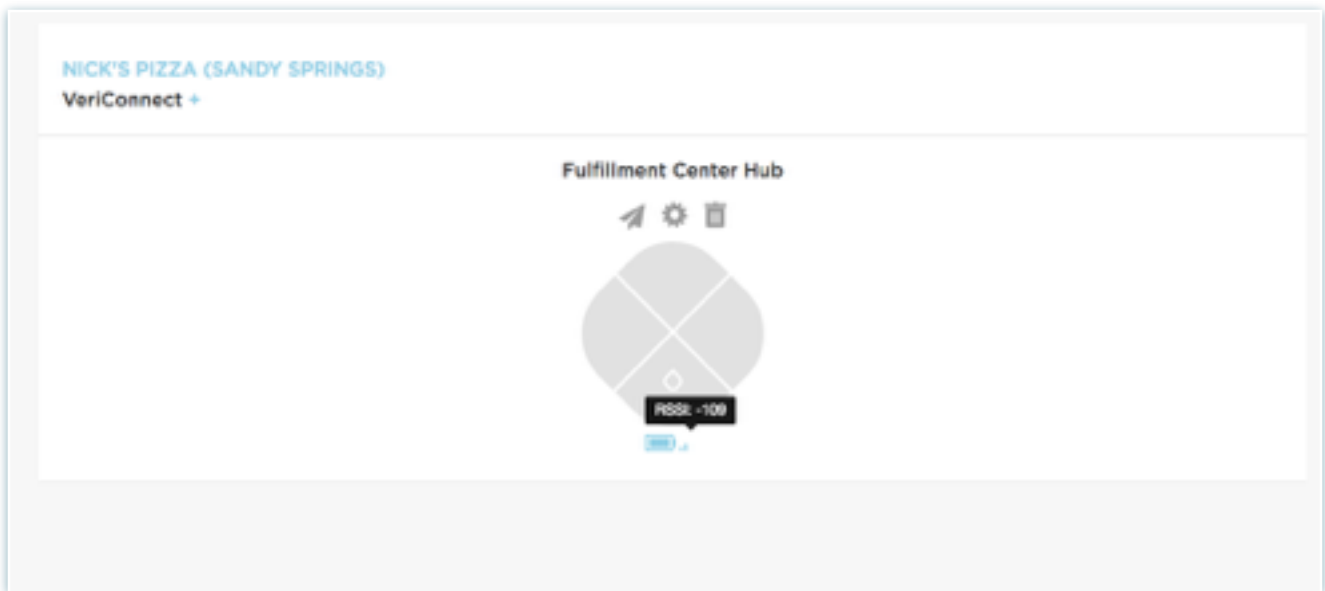 NICK'S PIZZA (SANDY SPRINGS)
VeriConnect +
Fulfillment Center Hub
RSSI: -109